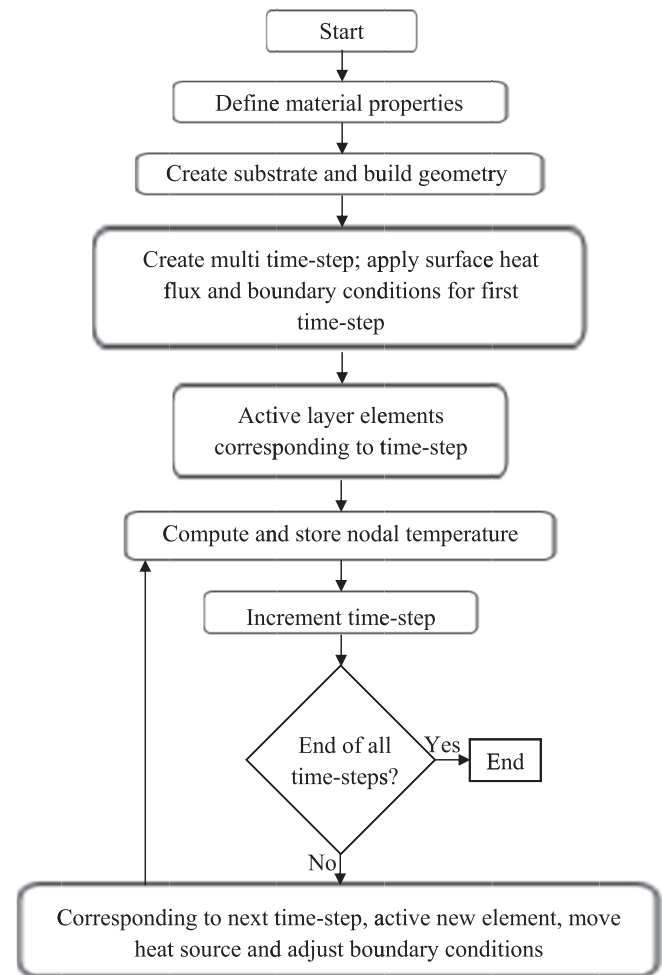 Start
Define material properties
Create substrate and build geometry
Create multi time-step; apply surface heat
flux and boundary conditions for first
time-step
Active layer elements
corresponding to time-step
Compute and store nodal temperature
Increment time-step
End of all
time-steps?
Yes
End
No
Corresponding to next time-step, active new element, move
heat source and adjust boundary conditions